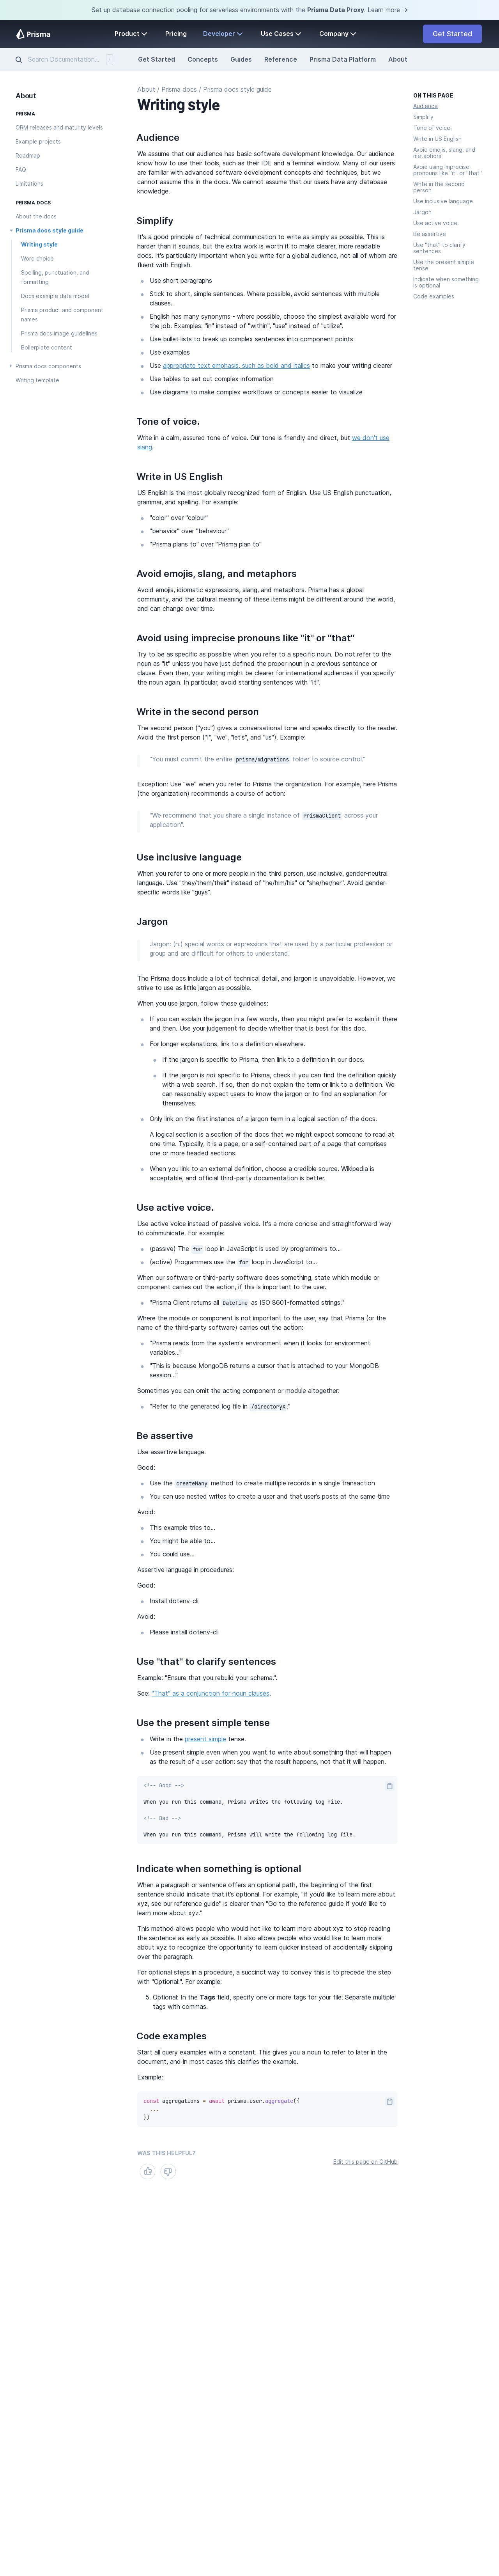 Set up database connection pooling for serverless environments with the Prisma Data Proxy. Learn more →
Prisma
Product
Pricing
Developer
Use Cases
Company
Get Started
Search Documentation...
/
Get Started
Concepts
Guides
Reference
Prisma Data Platform
About
About
PRISMA
ORM releases and maturity levels
Example projects
Roadmap
FAQ
Limitations
PRISMA DOCS
About the docs
Prisma docs style guide
Writing style
Word choice
Spelling, punctuation, and
formatting
Docs example data model
Prisma product and component
names
Prisma docs image guidelines
Boilerplate content
Prisma docs components
Writing template
About / Prisma docs / Prisma docs style guide
Writing style
Audience
We assume that our audience has basic software development knowledge. Our audience
know how to use their tools, such as their IDE and a terminal window. Many of our users
are familiar with advanced software development concepts and techniques, but we
cannot assume that this is the case. We cannot assume that users have any database
knowledge.
Simplify
It's a good principle of technical communication to write as simply as possible. This is
harder than it sounds, but the extra work is worth it: the simpler you write, the more
readable the docs. It's particularly useful for a global audience, not all of whom are
fluent with English.
Use short paragraphs
Stick to short, simple sentences. Where possible, avoid sentences with multiple
clauses.
English has many synonyms - where possible, choose the simplest available word for
the job. Examples: "in" instead of "within", "use" instead of "utilize".
Use bullet lists to break up complex sentences into component points
Use examples
Use appropriate text emphasis, such as bold and italics to make your writing clearer
Use tables to set out complex information
Use diagrams to make complex workflows or concepts easier to visualize
Tone of voice.
Write in a calm, assured tone of voice. Our tone is friendly and direct, but we don't use
slang.
Write in US English
US English is the most globally recognized form of English. Use US English punctuation,
grammar, and spelling. For example:
"color" over "colour"
"behavior" over "behaviour"
"Prisma plans to" over "Prisma plan to"
Avoid emojis, slang, and metaphors
Avoid emojis, idiomatic expressions, slang, and metaphors. Prisma has a global
community, and the cultural meaning of these items might be different around the world,
and can change over time.
Avoid using imprecise pronouns like "it" or "that"
Try to be as specific as possible when you refer to a specific noun. Do not refer to the
noun as "it" unless you have just defined the proper noun in a previous sentence or
clause. Even then, your writing might be clearer for international audiences if you specify
the noun again. In particular, avoid starting sentences with "It".
Write in the second person
The second person ("you") gives a conversational tone and speaks directly to the reader.
Avoid the first person ("I", "we", "let's", and "us"). Example:
"You must commit the entire prisma/migrations folder to source control."
Exception: Use "we" when you refer to Prisma the organization. For example, here Prisma
(the organization) recommends a course of action:
"We recommend that you share a single instance of PrismaClient across your
application".
Use inclusive language
When you refer to one or more people in the third person, use inclusive, gender-neutral
language. Use "they/them/their" instead of "he/him/his" or "she/her/her". Avoid gender-
specific words like "guys".
Jargon
Jargon: (n.) special words or expressions that are used by a particular profession or
group and are difficult for others to understand.
The Prisma docs include a lot of technical detail, and jargon is unavoidable. However, we
strive to use as little jargon as possible.
When you use jargon, follow these guidelines:
If you can explain the jargon in a few words, then you might prefer to explain it there
and then. Use your judgement to decide whether that is best for this doc.
For longer explanations, link to a definition elsewhere.
If the jargon is specific to Prisma, then link to a definition in our docs.
If the jargon is not specific to Prisma, check if you can find the definition quickly
with a web search. If so, then do not explain the term or link to a definition. We
can reasonably expect users to know the jargon or to find an explanation for
themselves.
Only link on the first instance of a jargon term in a logical section of the docs.
A logical section is a section of the docs that we might expect someone to read at
one time. Typically, it is a page, or a self-contained part of a page that comprises
one or more headed sections.
When you link to an external definition, choose a credible source. Wikipedia is
acceptable, and official third-party documentation is better.
Use active voice.
Use active voice instead of passive voice. It's a more concise and straightforward way
to communicate. For example:
(passive) The for loop in JavaScript is used by programmers to...
(active) Programmers use the for loop in JavaScript to...
When our software or third-party software does something, state which module or
component carries out the action, if this is important to the user.
"Prisma Client returns all DateTime as ISO 8601-formatted strings."
Where the module or component is not important to the user, say that Prisma (or the
name of the third-party software) carries out the action:
"Prisma reads from the system's environment when it looks for environment
variables..."
"This is because MongoDB returns a cursor that is attached to your MongoDB
session..."
Sometimes you can omit the acting component or module altogether:
"Refer to the generated log file in /directoryX."
Be assertive
Use assertive language.
Good:
Use the createMany method to create multiple records in a single transaction
You can use nested writes to create a user and that user's posts at the same time
Avoid:
This example tries to...
You might be able to...
You could use...
Assertive language in procedures:
Good:
Install dotenv-cli
Avoid:
Please install dotenv-cli
Use "that" to clarify sentences
Example: "Ensure that you rebuild your schema.".
See: "That" as a conjunction for noun clauses.
Use the present simple tense
Write in the present simple tense.
Use present simple even when you want to write about something that will happen
as the result of a user action: say that the result happens, not that it will happen.
<!-- Good -->
When you run this command, Prisma writes the following log file.
<!-- Bad -->
When you run this command, Prisma will write the following log file.
Indicate when something is optional
When a paragraph or sentence offers an optional path, the beginning of the first
sentence should indicate that it's optional. For example, "if you'd like to learn more about
xyz, see our reference guide" is clearer than "Go to the reference guide if you'd like to
learn more about xyz."
This method allows people who would not like to learn more about xyz to stop reading
the sentence as early as possible. It also allows people who would like to learn more
about xyz to recognize the opportunity to learn quicker instead of accidentally skipping
over the paragraph.
For optional steps in a procedure, a succinct way to convey this is to precede the step
with "Optional:". For example:
5. Optional: In the Tags field, specify one or more tags for your file. Separate multiple
tags with commas.
Code examples
Start all query examples with a constant. This gives you a noun to refer to later in the
document, and in most cases this clarifies the example.
Example:
const aggregations = await prisma.user.aggregate({
...
})
WAS THIS HELPFUL?
Edit this page on GitHub
ON THIS PAGE
Audience
Simplify
Tone of voice.
Write in US English
Avoid emojis, slang, and
metaphors
Avoid using imprecise
pronouns like "it" or "that"
Write in the second
person
Use inclusive language
Jargon
Use active voice.
Be assertive
Use "that" to clarify
sentences
Use the present simple
tense
Indicate when something
is optional
Code examples